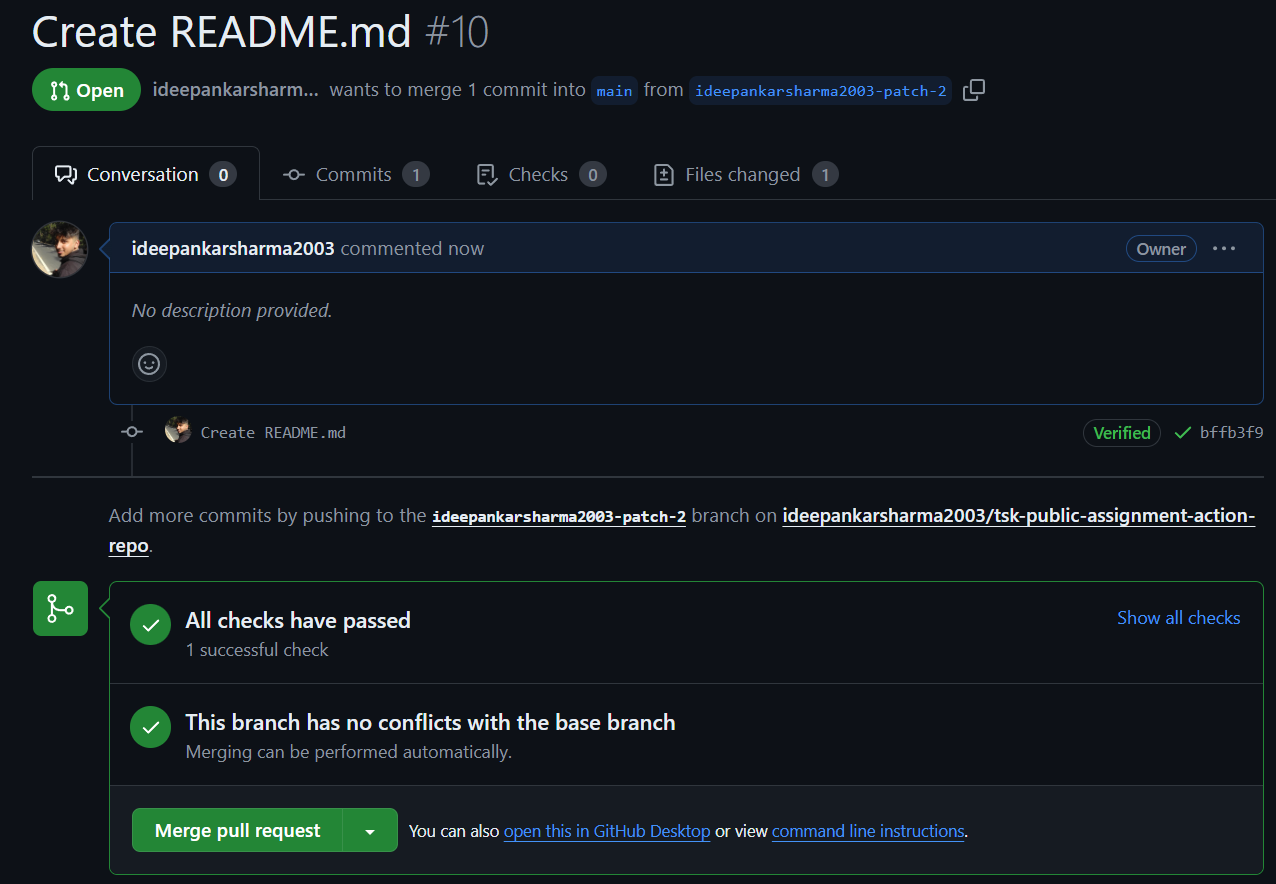 Create README.md #10
Open ideepankarsharm... wants to merge 1 commit into main from ideepankarsharma2003-patch-2
Conversation 0 Commits 1 Checks 0 Files changed 1
ideepankarsharma2003 commented now Owner
No description provided.
Create README.md Verified bffb3f9
Add more commits by pushing to the ideepankarsharma2003-patch-2 branch on ideepankarsharma2003/tsk-public-assignment-action-
repo.
All checks have passed Show all checks
1 successful check
This branch has no conflicts with the base branch
Merging can be performed automatically.
Merge pull request You can also open this in GitHub Desktop or view command line instructions.